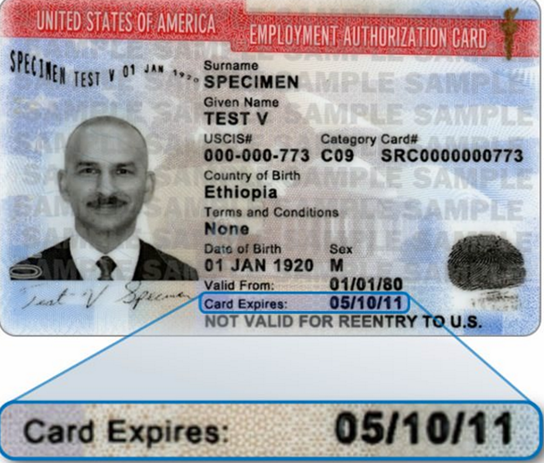 UNITED STATES OF AMERICA
EMPLOYMENT AUTHORIZATION CARD
SPECIMEN TEST V 01 JAN 1920
Surname
SPECIMEN
Given Name
TEST V
USCIS# Category Card#
000-000-773 C09 SRC0000000773
Country of Birth
Ethiopia
Terms and Conditions
None
Date of Birth Sex
01 JAN 1920 M
Valid From: 01/01/80
Card Expires: 05/10/11
NOT VALID FOR REENTRY TO U.S.
Test V Specimen
SAMPLE SAMPLE SAMPLE
Card Expires: 05/10/11